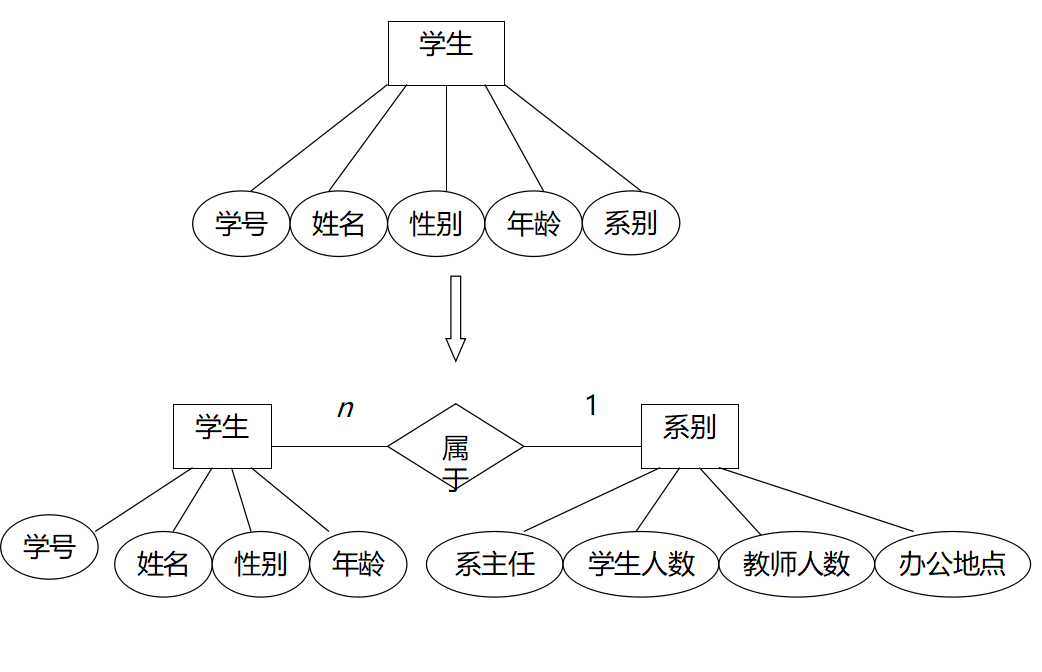 学生
学号
姓名
性别
年龄
系别
n
1
学生
属
于
系别
学号
姓名
性别
年龄
系主任
学生人数
教师人数
办公地点